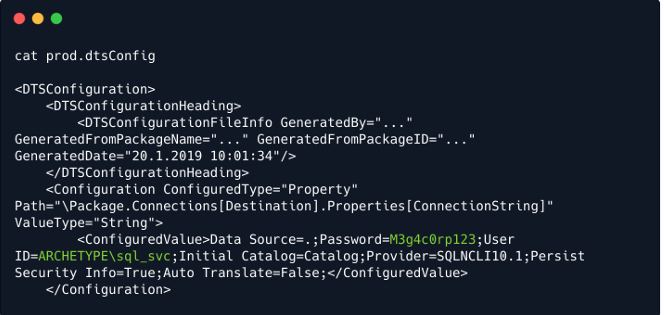 cat prod.dtsConfig
<DTSConfiguration>
<DTSConfigurationHeading>
<DTSConfigurationFileInfo GeneratedBy="..."
GeneratedFromPackageName="..." GeneratedFromPackageID="..."
GeneratedDate="20.1.2019 10:01:34"/>
</DTSConfigurationHeading>
<Configuration ConfiguredType="Property"
Path="\Package.Connections[Destination].Properties[ConnectionString]"
ValueType="String">
<ConfiguredValue>Data Source=.;Password=M3g4c0rp123;User
ID=ARCHETYPE\sql_svc;Initial Catalog=Catalog;Provider=SQLNCLI10.1;Persist
Security Info=True;Auto Translate=False;</ConfiguredValue>
</Configuration>